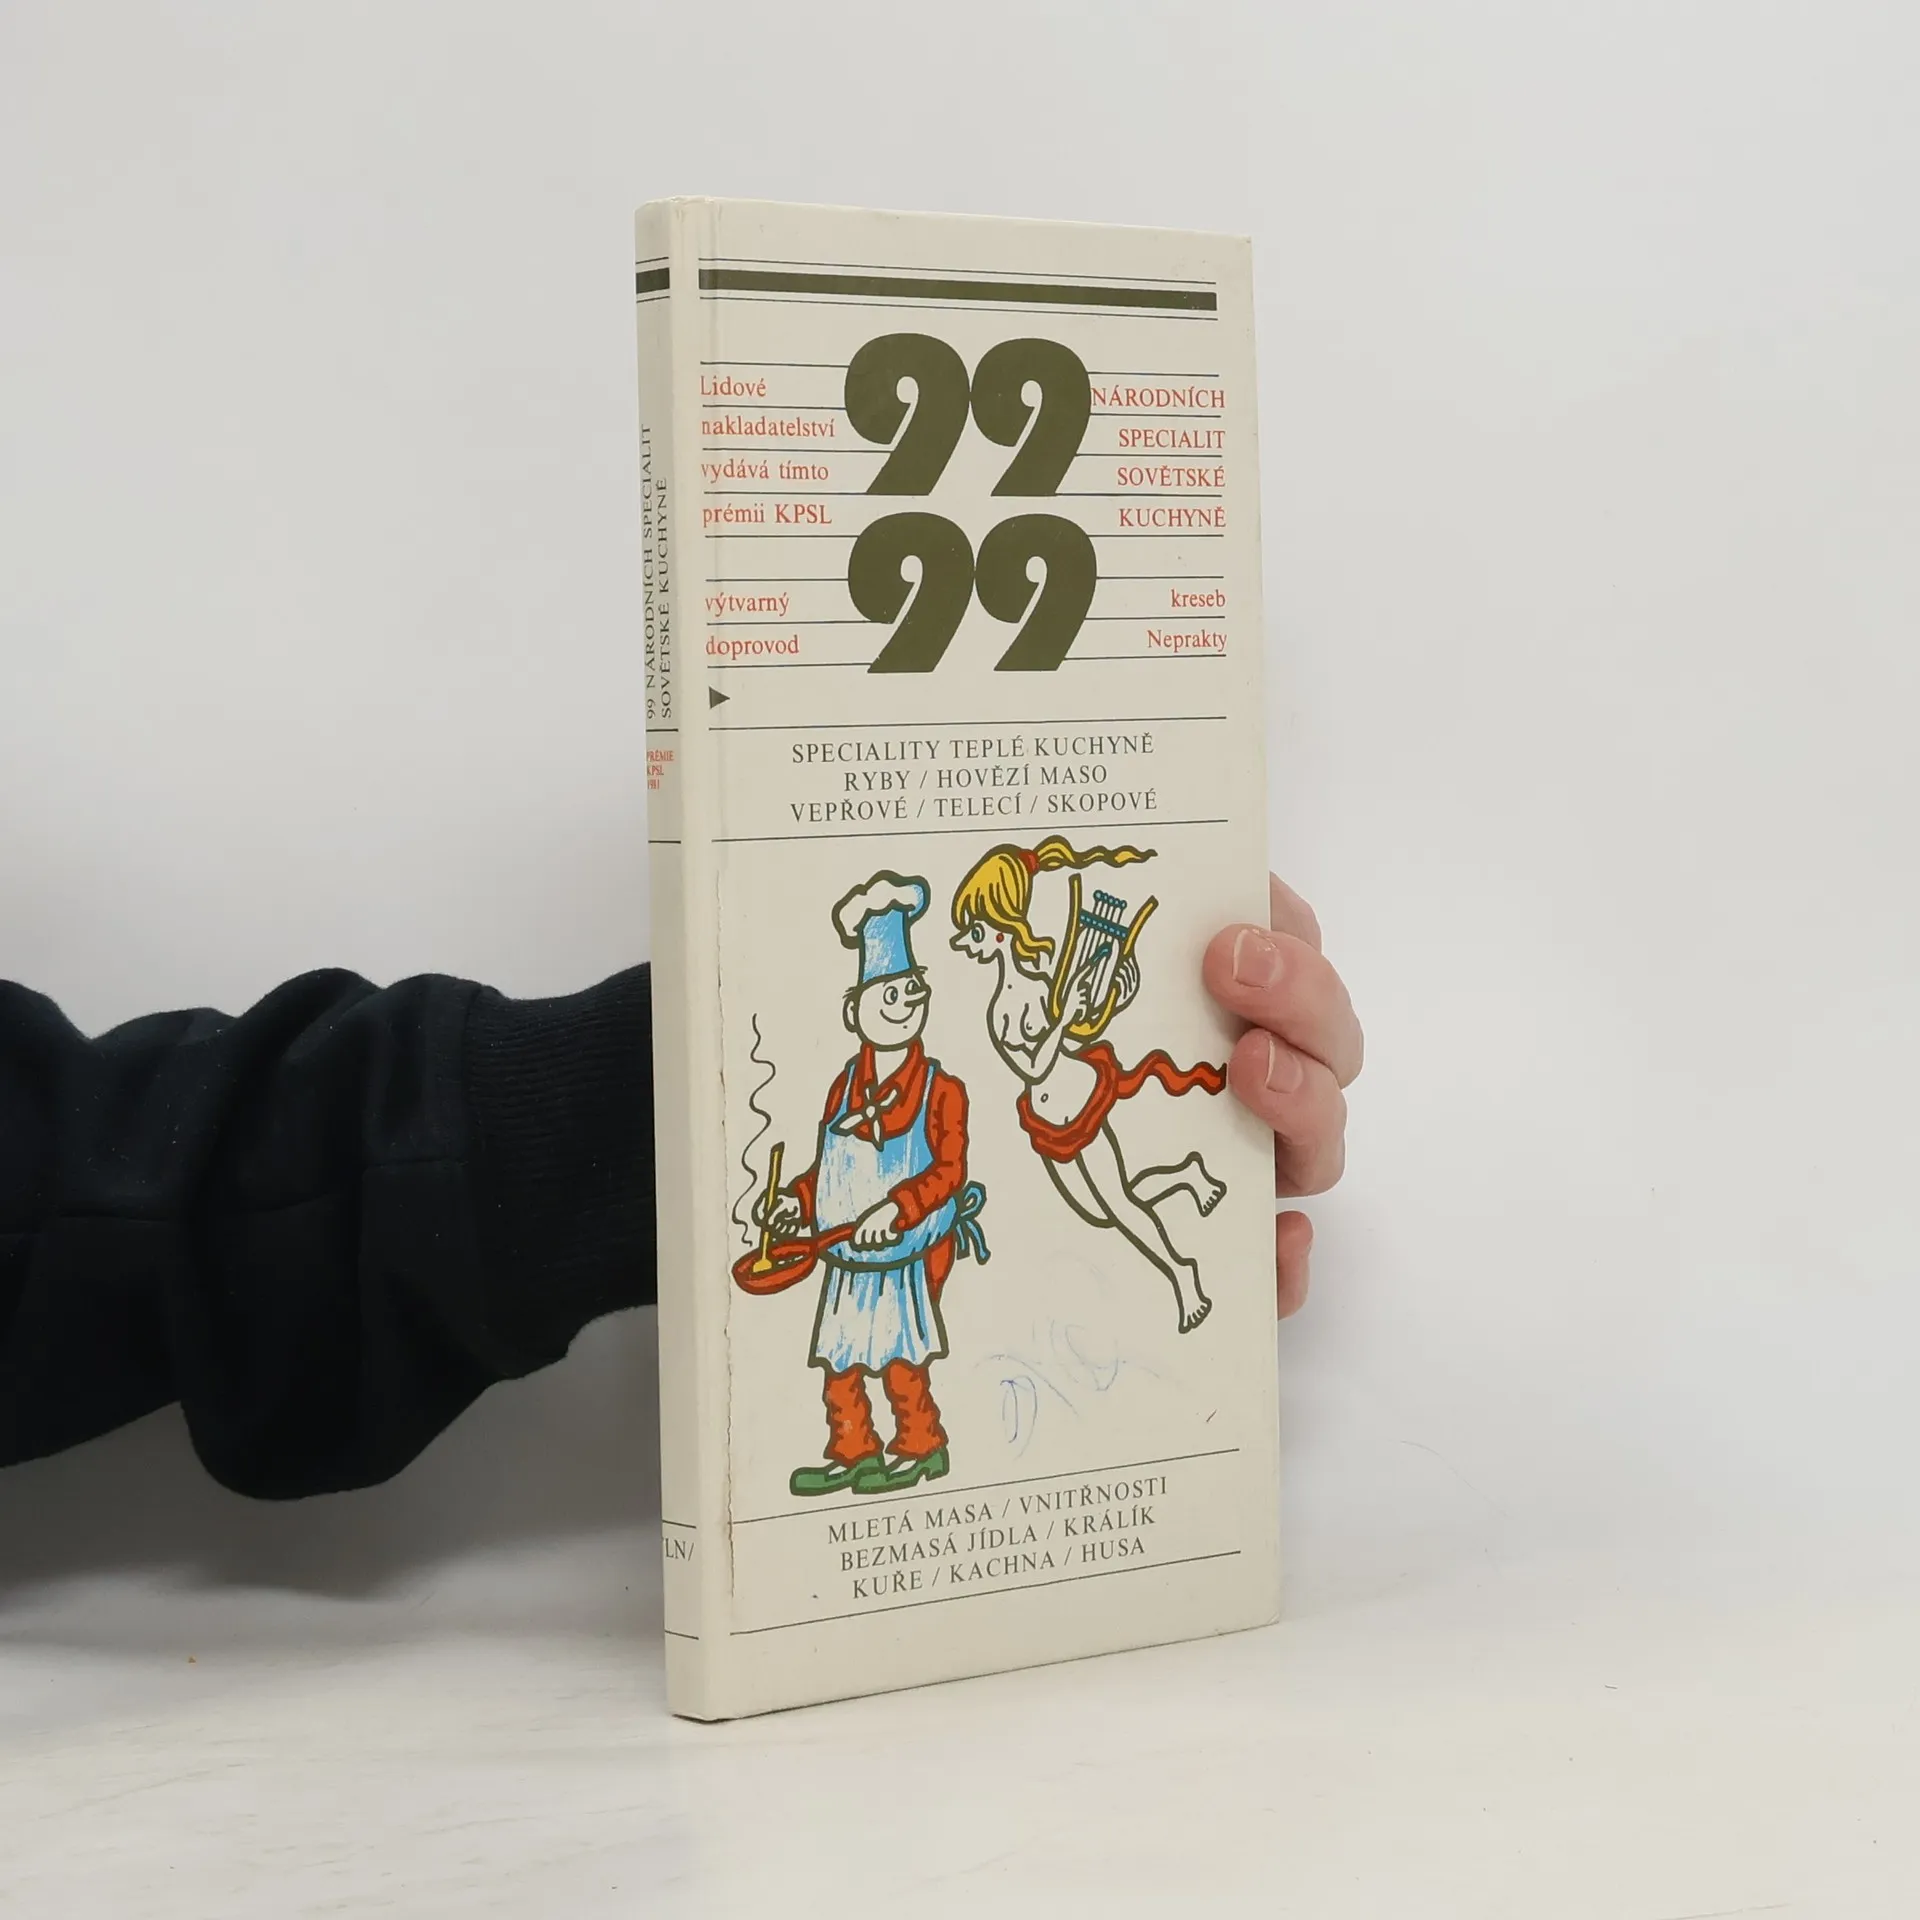 99 NÁRODNÍCH SPECIALIT
SOVĚTSKÉ KUCHYNĚ
PRÉMIE
KPSL
1981
LN/
Lidové
nakladatelství
vydává tímto
prémii KPSL
99
NÁRODNÍCH
SPECIALIT
SOVĚTSKÉ
KUCHYNĚ
výtvarný
doprovod
99
kreseb
Neprakty
SPECIALITY TEPLÉ KUCHYNĚ
RYBY / HOVĚZÍ MASO
VEPŘOVÉ / TELECÍ / SKOPOVÉ
MLETÁ MASA / VNITŘNOSTI
BEZMASÁ JÍDLA / KRÁLÍK
KUŘE / KACHNA / HUSA